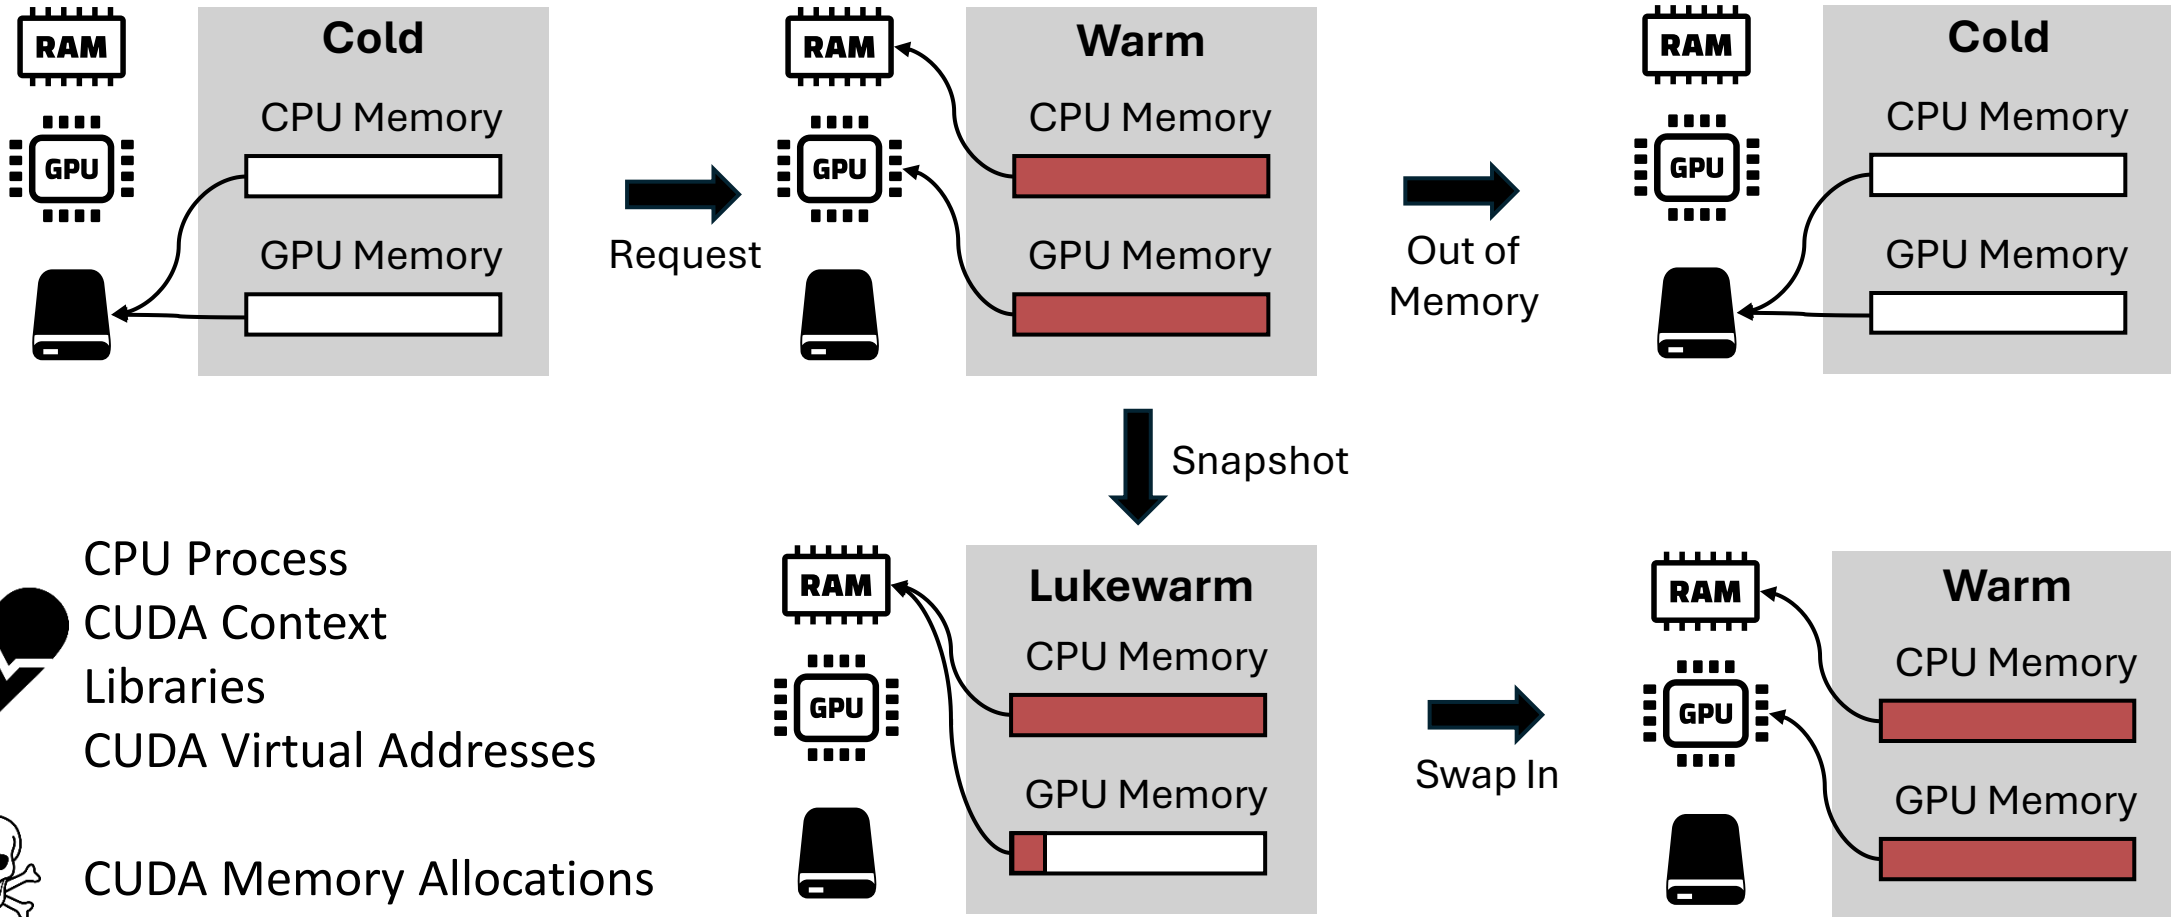 RAM
Cold
CPU Memory
GPU
GPU Memory
Request
RAM
Warm
CPU Memory
GPU
GPU Memory
Out of
Memory
RAM
Cold
CPU Memory
GPU
GPU Memory
Snapshot
CPU Process
CUDA Context
Libraries
CUDA Virtual Addresses
CUDA Memory Allocations
RAM
Lukewarm
CPU Memory
GPU
GPU Memory
Swap In
RAM
Warm
CPU Memory
GPU
GPU Memory